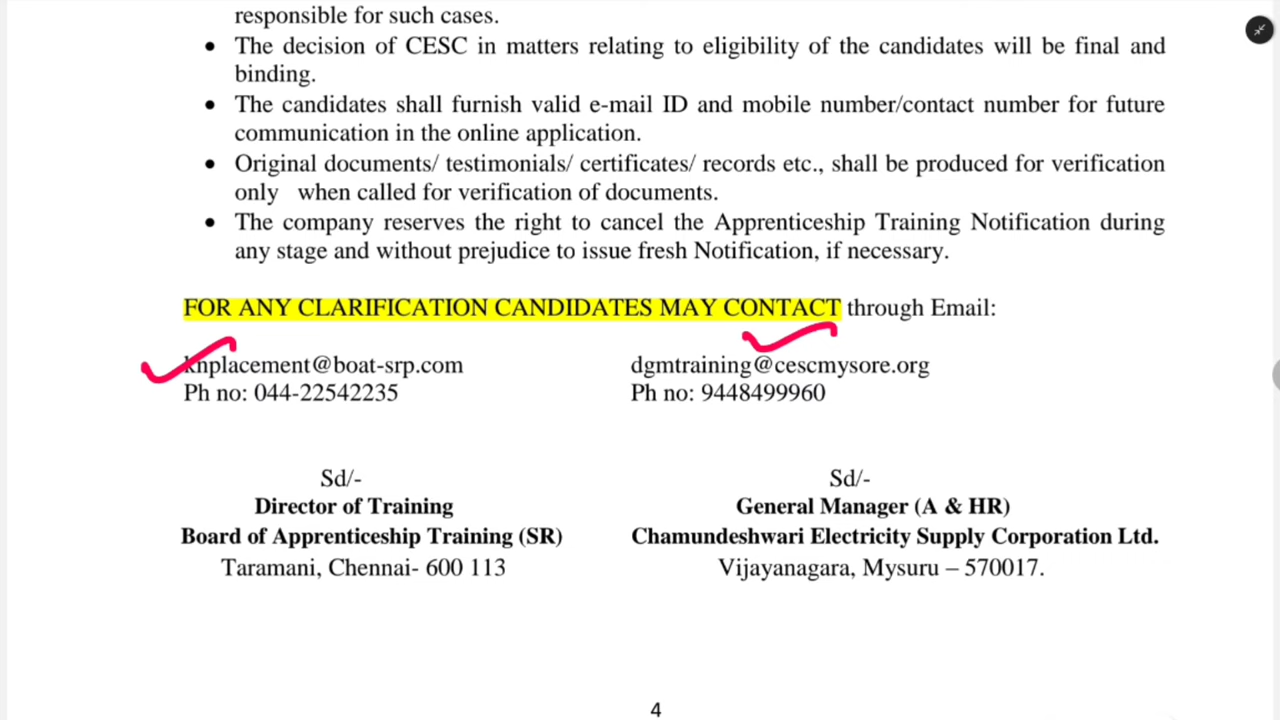 responsible for such cases.
• The decision of CESC in matters relating to eligibility of the candidates will be final and
binding.
• The candidates shall furnish valid e-mail ID and mobile number/contact number for future
communication in the online application.
• Original documents/ testimonials/ certificates/ records etc., shall be produced for verification
only when called for verification of documents.
• The company reserves the right to cancel the Apprenticeship Training Notification during
any stage and without prejudice to issue fresh Notification, if necessary.
FOR ANY CLARIFICATION CANDIDATES MAY CONTACT through Email:
knplacement@boat-srp.com
Ph no: 044-22542235
dgmtraining@cescmysore.org
Ph no: 9448499960
Sd/-
Director of Training
Board of Apprenticeship Training (SR)
Taramani, Chennai- 600 113
Sd/-
General Manager (A & HR)
Chamundeshwari Electricity Supply Corporation Ltd.
Vijayanagara, Mysuru – 570017.
4